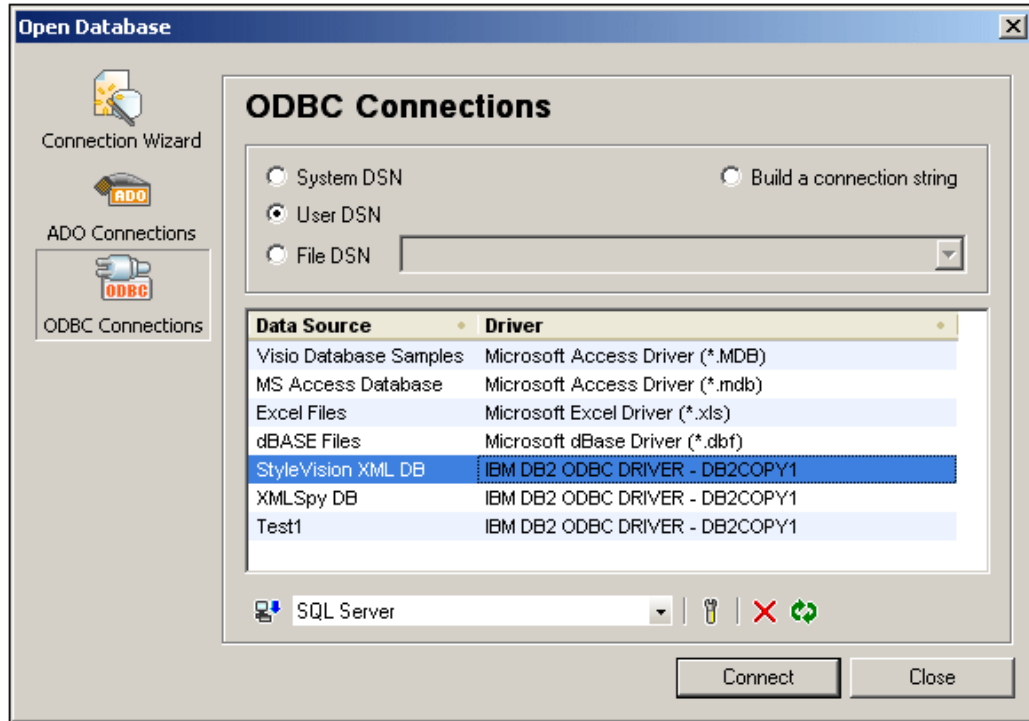 Open Database
Connection Wizard
ADO
ADO Connections
ODBC
ODBC Connections
ODBC Connections
System DSN
Build a connection string
User DSN
File DSN
Data Source Driver
Visio Database Samples Microsoft Access Driver (*.MDB)
MS Access Database Microsoft Access Driver (*.mdb)
Excel Files Microsoft Excel Driver (*.xls)
dBASE Files Microsoft dBase Driver (*.dbf)
StyleVision XML DB IBM DB2 ODBC DRIVER - DB2COPY1
XMLSpy DB IBM DB2 ODBC DRIVER - DB2COPY1
Test1 IBM DB2 ODBC DRIVER - DB2COPY1
SQL Server
Connect Close